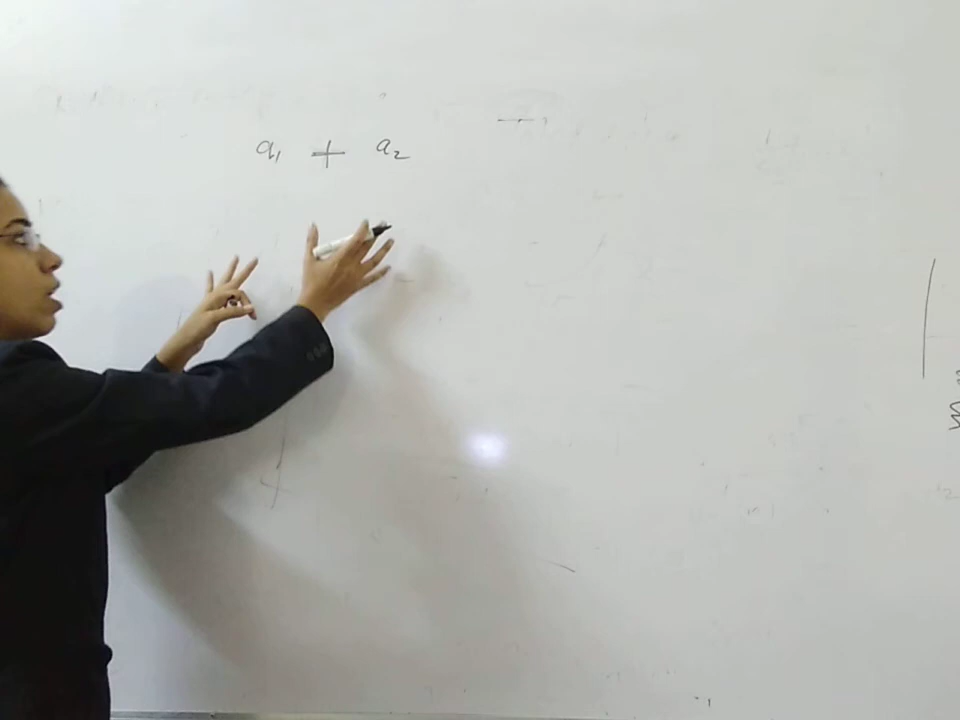 a₁ + a₂